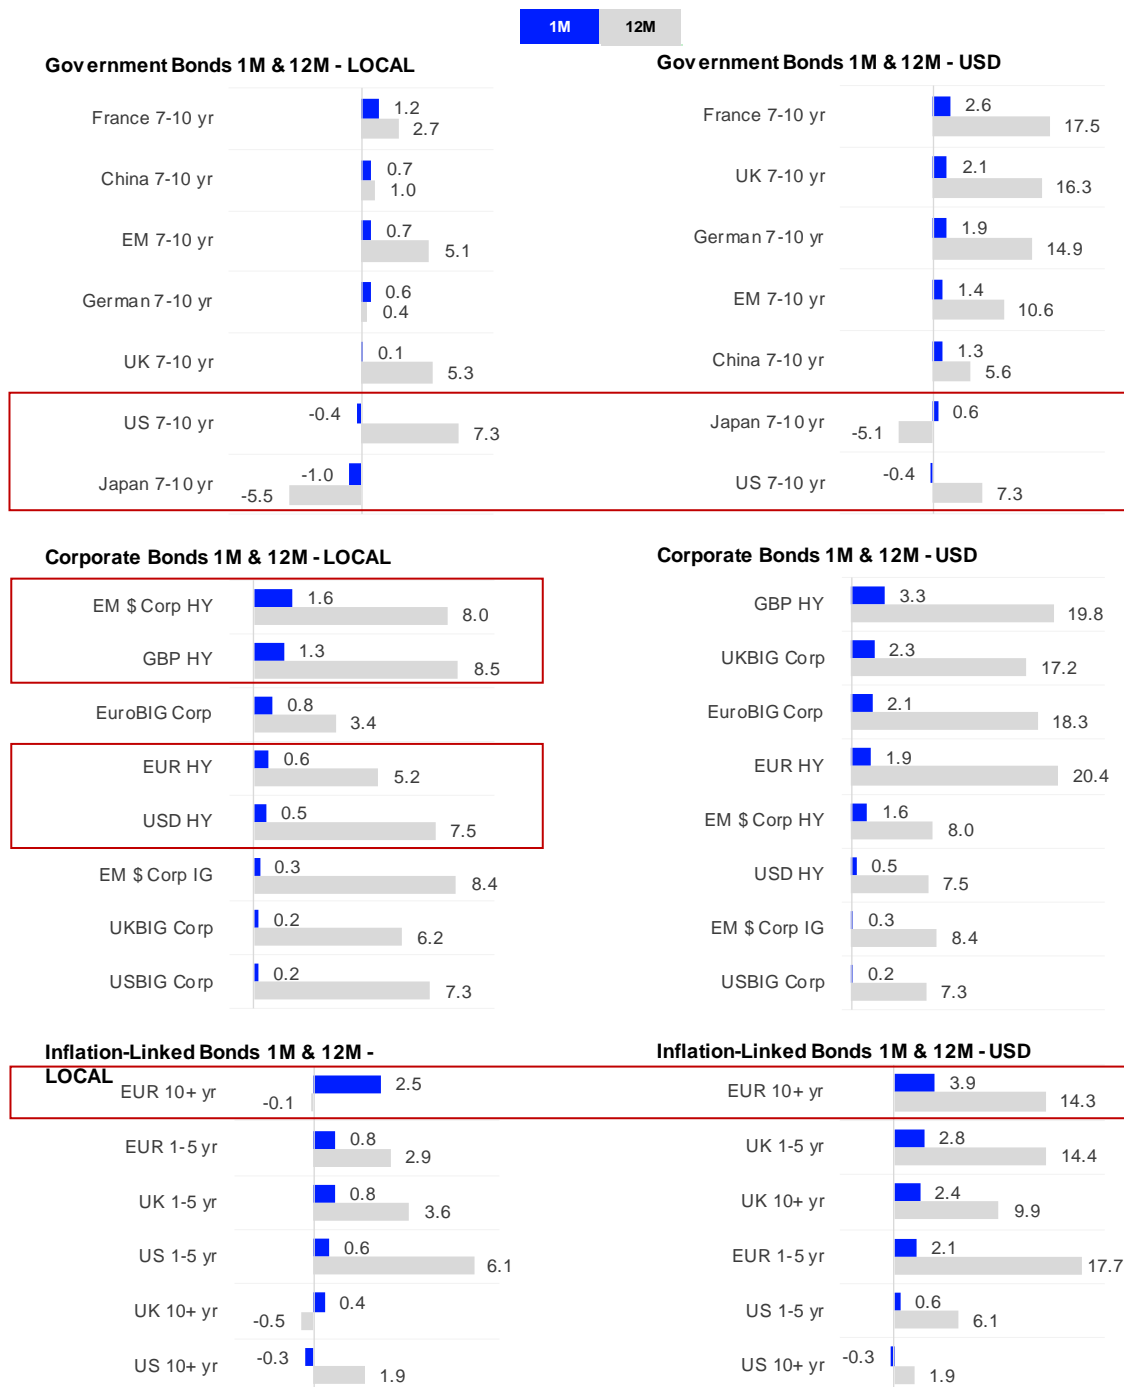 1M 12M
Government Bonds 1M & 12M - LOCAL
France 7-10 yr 1.2 2.7
China 7-10 yr 0.7 1.0
EM 7-10 yr 0.7 5.1
German 7-10 yr 0.6 0.4
UK 7-10 yr 0.1 5.3
US 7-10 yr -0.4 7.3
Japan 7-10 yr -1.0 -5.5
Government Bonds 1M & 12M - USD
France 7-10 yr 2.6 17.5
UK 7-10 yr 2.1 16.3
German 7-10 yr 1.9 14.9
EM 7-10 yr 1.4 10.6
China 7-10 yr 1.3 5.6
Japan 7-10 yr 0.6 -5.1
US 7-10 yr -0.4 7.3
Corporate Bonds 1M & 12M - LOCAL
EM $ Corp HY 1.6 8.0
GBP HY 1.3 8.5
EuroBIG Corp 0.8 3.4
EUR HY 0.6 5.2
USD HY 0.5 7.5
EM $ Corp IG 0.3 8.4
UKBIG Corp 0.2 6.2
USBIG Corp 0.2 7.3
Corporate Bonds 1M & 12M - USD
GBP HY 3.3 19.8
UKBIG Corp 2.3 17.2
EuroBIG Corp 2.1 18.3
EUR HY 1.9 20.4
EM $ Corp HY 1.6 8.0
USD HY 0.5 7.5
EM $ Corp IG 0.3 8.4
USBIG Corp 0.2 7.3
Inflation-Linked Bonds 1M & 12M -
LOCAL
EUR 10+ yr 2.5 -0.1
EUR 1-5 yr 0.8 2.9
UK 1-5 yr 0.8 3.6
US 1-5 yr 0.6 6.1
UK 10+ yr 0.4 -0.5
US 10+ yr -0.3 1.9
Inflation-Linked Bonds 1M & 12M - USD
EUR 10+ yr 3.9 14.3
UK 1-5 yr 2.8 14.4
UK 10+ yr 2.4 9.9
EUR 1-5 yr 2.1 17.7
US 1-5 yr 0.6 6.1
US 10+ yr -0.3 1.9